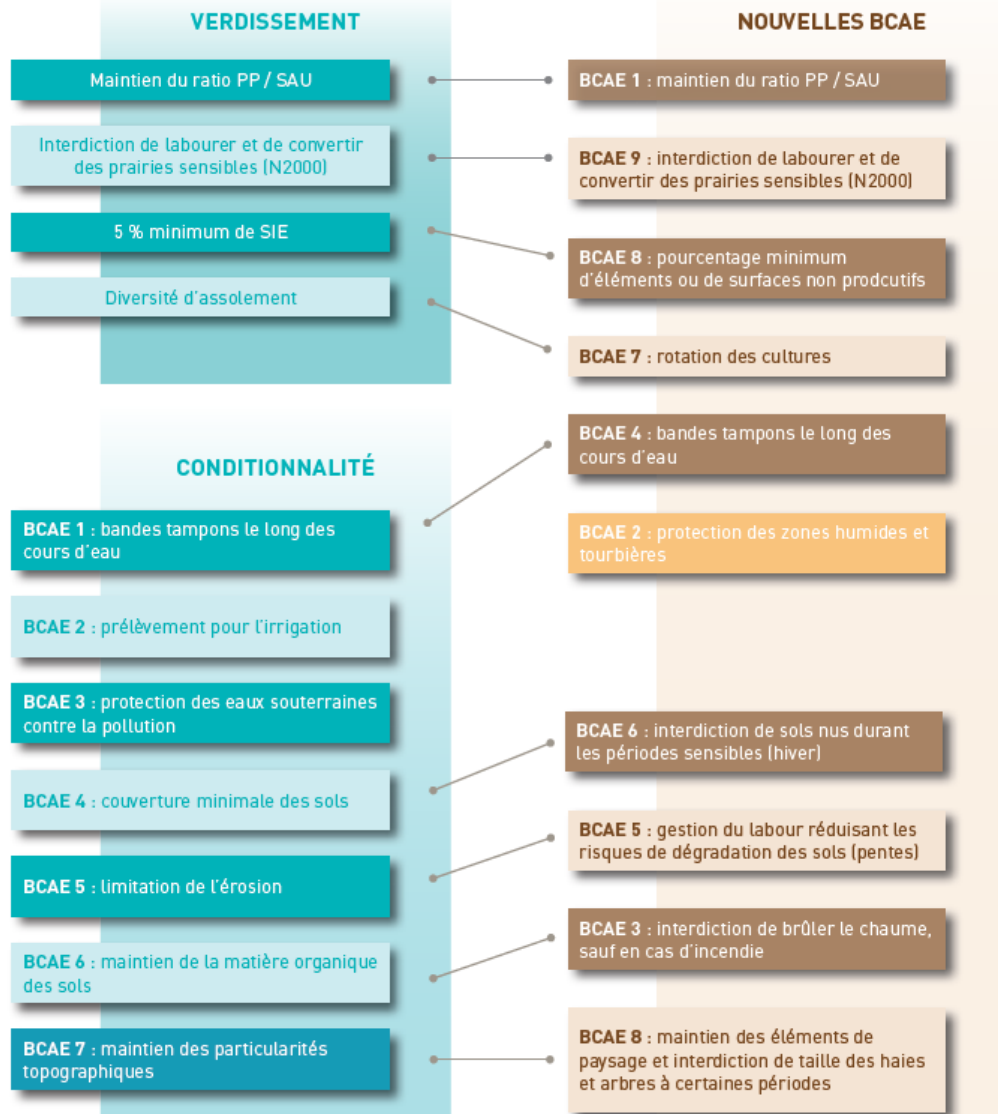 VERDISSEMENT
Maintien du ratio PP / SAU
Interdiction de labourer et de convertir
des prairies sensibles (N2000)
5 % minimum de SIE
Diversité d'assolement
CONDITIONNALITÉ
BCAE 1 : bandes tampons le long des
cours d'eau
BCAE 2 : prélèvement pour l'irrigation
BCAE 3 : protection des eaux souterraines
contre la pollution
BCAE 4 : couverture minimale des sols
BCAE 5 : limitation de l'érosion
BCAE 6 : maintien de la matière organique
des sols
BCAE 7 : maintien des particularités
topographiques
NOUVELLES BCAE
BCAE 1 : maintien du ratio PP / SAU
BCAE 9 : interdiction de labourer et de
convertir des prairies sensibles (N2000)
BCAE 8 : pourcentage minimum
d'éléments ou de surfaces non prodcutifs
BCAE 7 : rotation des cultures
BCAE 4 : bandes tampons le long des
cours d'eau
BCAE 2 : protection des zones humides et
tourbières
BCAE 6 : interdiction de sols nus durant
les périodes sensibles (hiver)
BCAE 5 : gestion du labour réduisant les
risques de dégradation des sols (pentes)
BCAE 3 : interdiction de brûler le chaume,
sauf en cas d'incendie
BCAE 8 : maintien des éléments de
paysage et interdiction de taille des haies
et arbres à certaines périodes